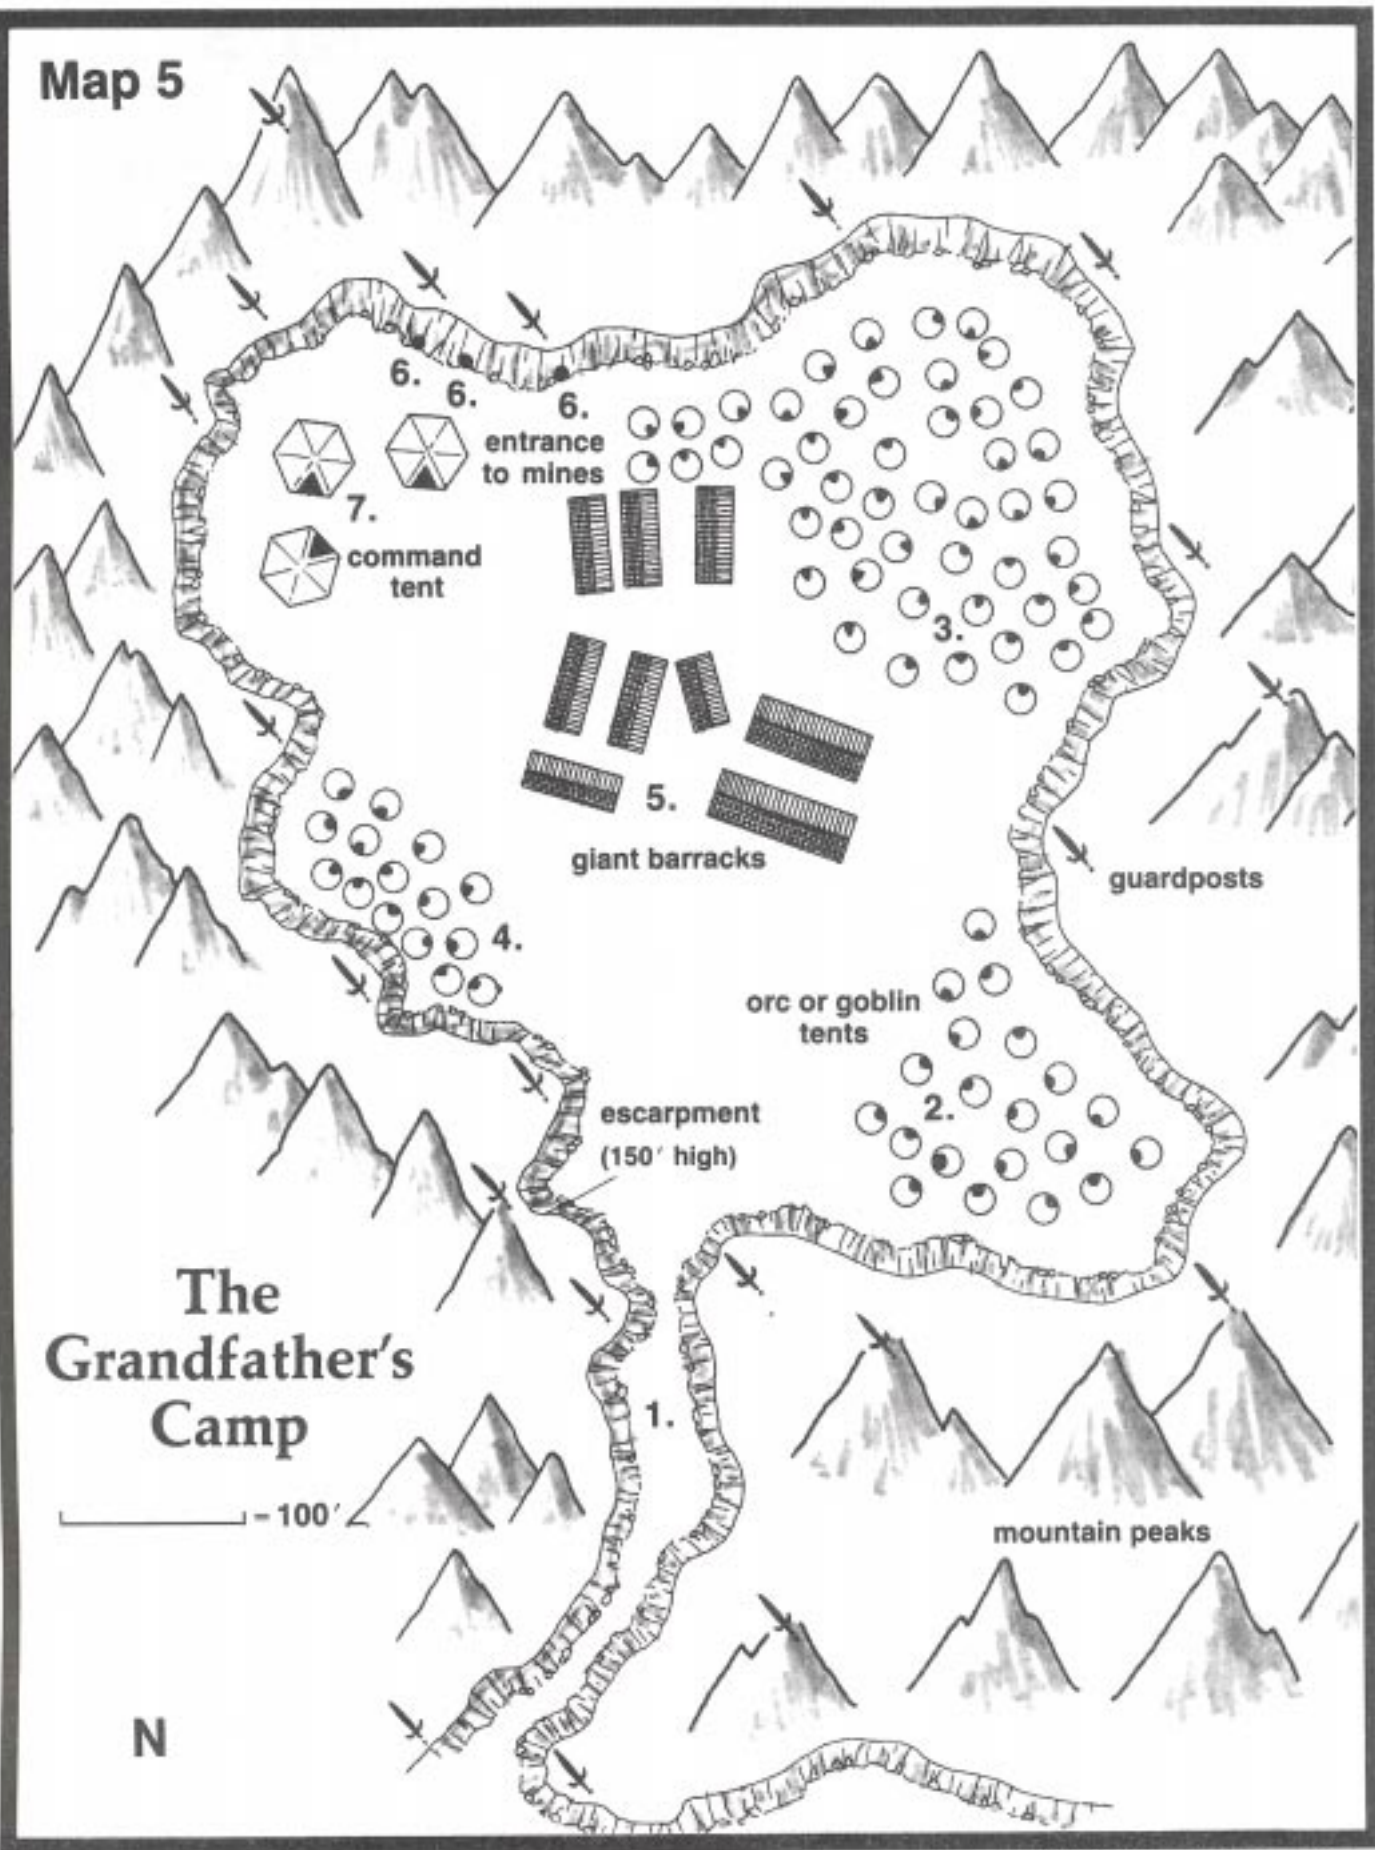 Map 5
6.
6.
6.
entrance
to mines
7.
command
tent
3.
5.
giant barracks
guardposts
4.
orc or goblin
tents
2.
escarpment
(150′ high)
The
Grandfather's
Camp
1.
- 100′
mountain peaks
N